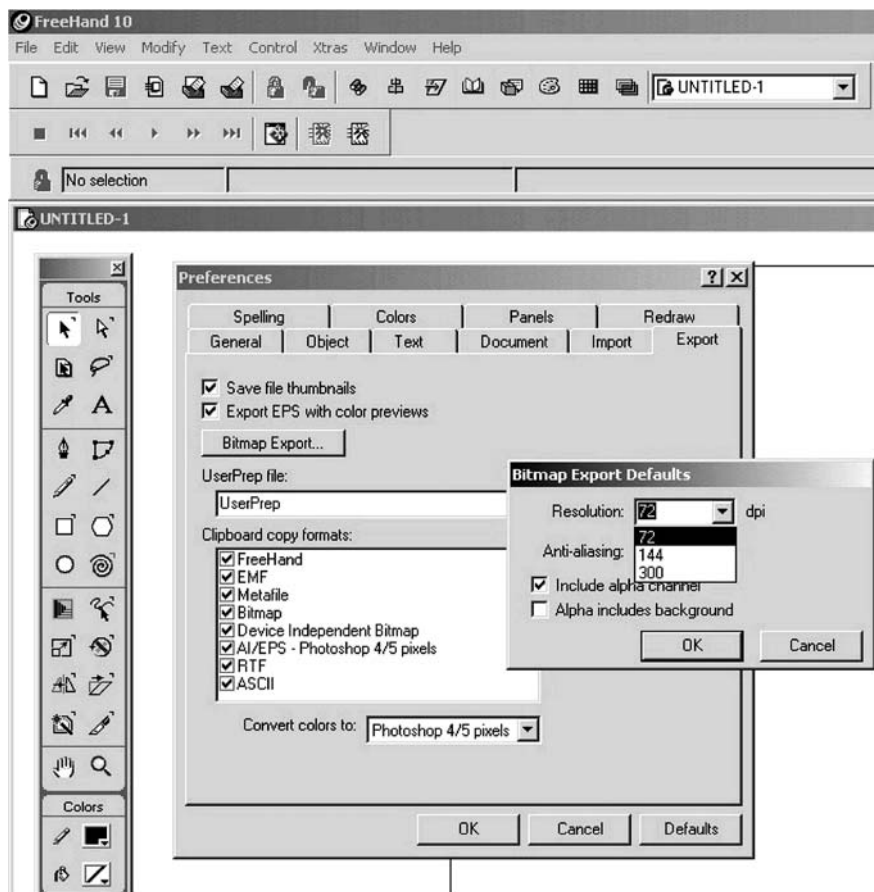 FreeHand 10
File Edit View Modify Text Control Xtras Window Help
UNTITLED-1
No selection
UNTITLED-1
Tools
Colors
Preferences
Spelling Colors Panels Redraw
General Object Text Document Import Export
Save file thumbnails
Export EPS with color previews
Bitmap Export...
UserPrep file:
UserPrep
Clipboard copy formats:
FreeHand
EMF
Metafile
Bitmap
Device Independent Bitmap
AI/EPS - Photoshop 4/5 pixels
RTF
ASCII
Convert colors to: Photoshop 4/5 pixels
OK Cancel Defaults
Bitmap Export Defaults
Resolution: 72 dpi
72
144
300
Anti-aliasing:
Include alpha channel
Alpha includes background
OK Cancel